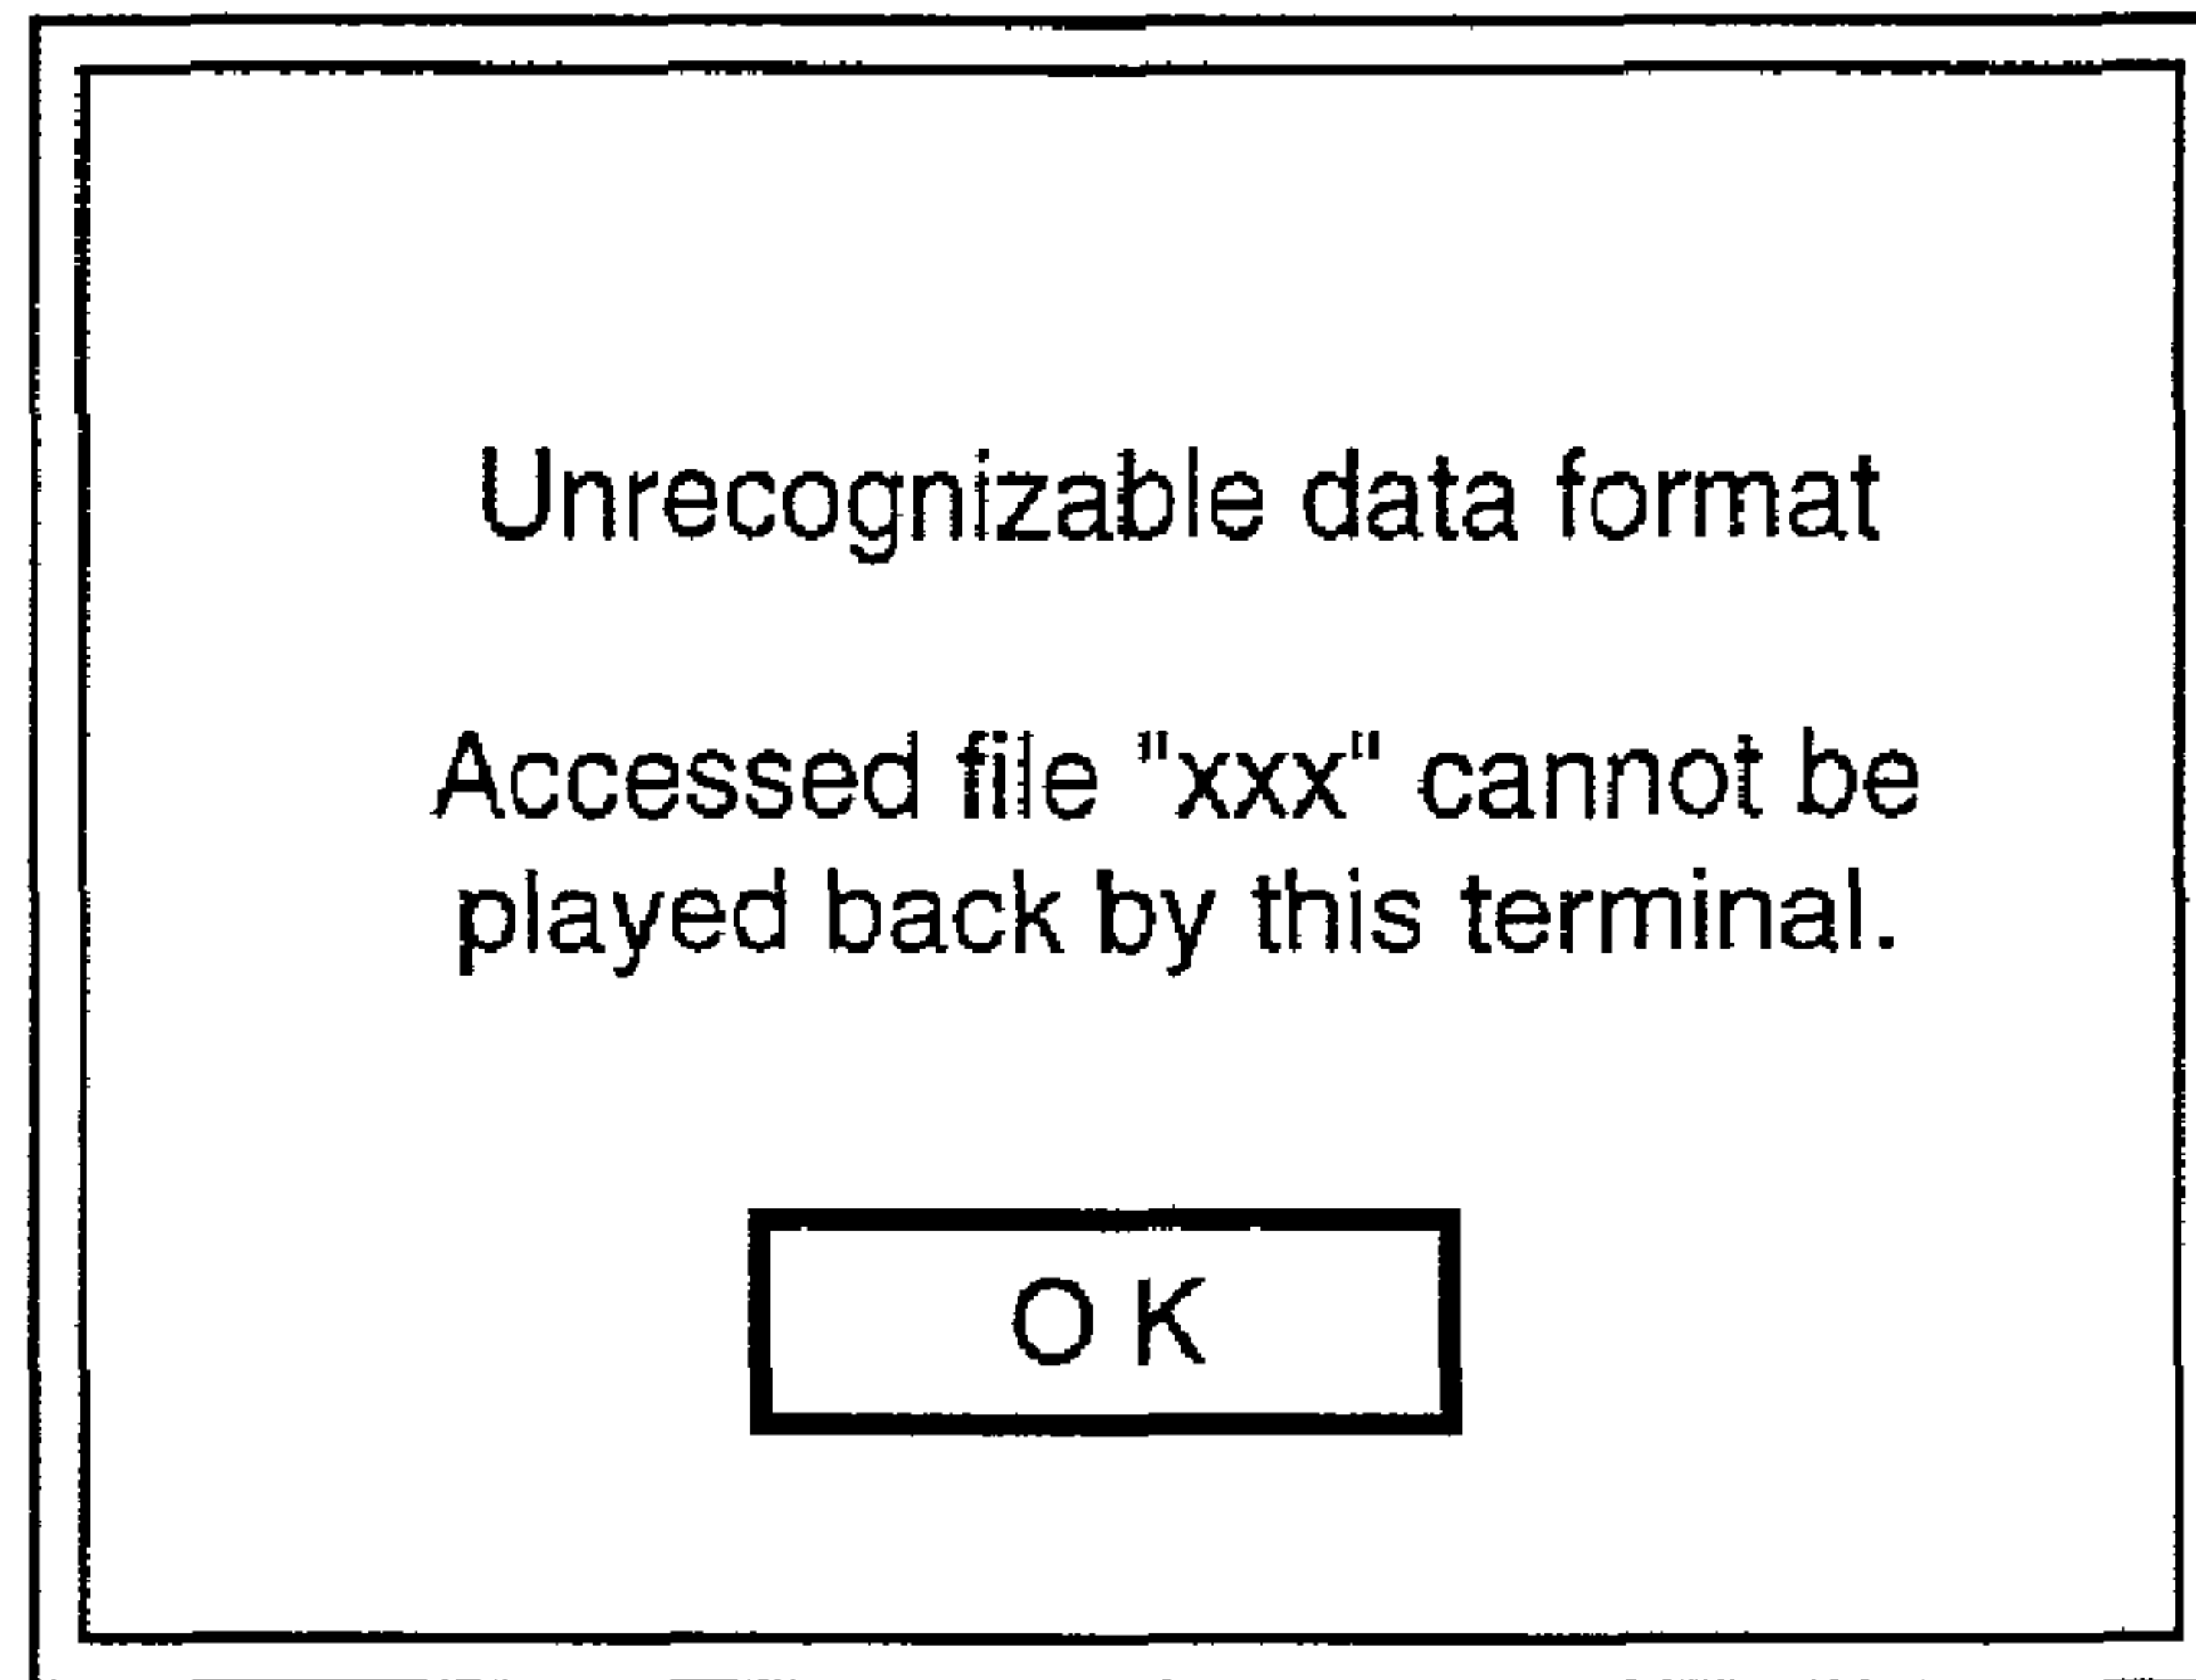 Unrecognizable data format
Accessed file "xxx" cannot be
played back by this terminal.
OK